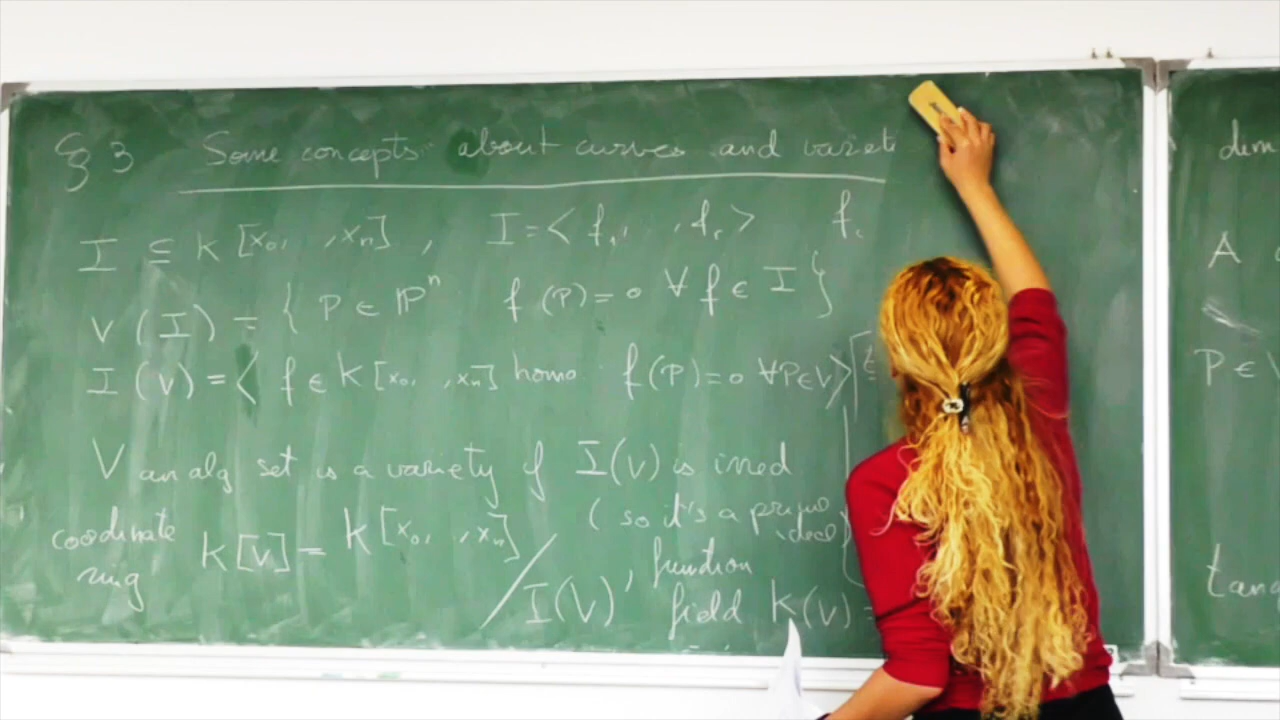 § 3 Some concepts about curves and variet
I ⊆ K [x₀, ,xₙ] , I = < f₁, ,fᵣ >
V (I) = { P ∈ ℙⁿ f (P) = 0 ∀ f ∈ I }
I (V) = < f ∈ K [x₀, ,xₙ] homo f (P) = 0 ∀P∈V >
V an alg set is a variety if I(V) is irred
(so it's a prime
ideal)
coordinate
ring
K[V] = K [x₀, ,xₙ] / I(V) ,
function
field K(V) =
dim
A
P ∈ V
tang